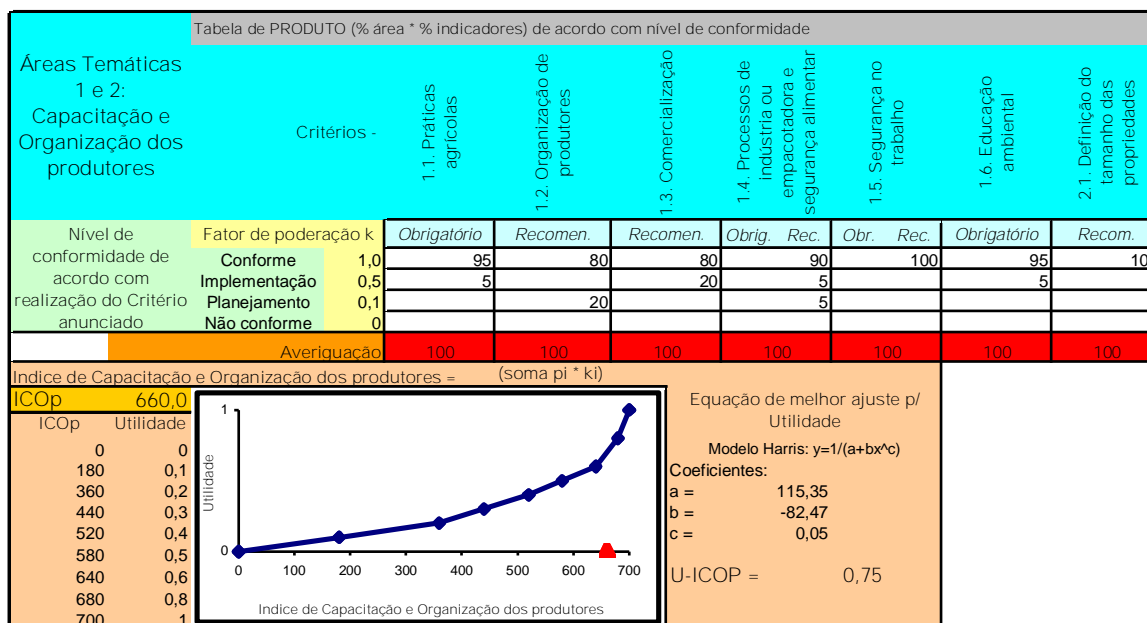 Tabela de PRODUTO (% área * % indicadores) de acordo com nível de conformidade
Áreas Temáticas
1 e 2:
Capacitação e
Organização dos
produtores
Critérios -
1.1. Práticas
agrícolas
1.2. Organização de
produtores
1.3. Comercialização
1.4. Processos de
indústria ou
empacotadora e
segurança alimentar
1.5. Segurança no
trabalho
1.6. Educação
ambiental
2.1. Definição do
tamanho das
propriedades
Nível de
conformidade de
acordo com
realização do Critério
anunciado
Fator de poderação k Obrigatório Recomen. Recomen. Obrig. Rec. Obr. Rec. Obrigatório Recom.
Conforme 1,0 95 80 80 90 100 95 10
Implementação 0,5 5 20 5 5
Planejamento 0,1 20 5
Não conforme 0
Averiguação 100 100 100 100 100 100 100
Indice de Capacitação e Organização dos produtores = (soma pi * ki)
ICOp 660,0
ICOp Utilidade
0 0
180 0,1
360 0,2
440 0,3
520 0,4
580 0,5
640 0,6
680 0,8
700 1
1
Utilidade
0
0 100 200 300 400 500 600 700
Indice de Capacitação e Organização dos produtores
Equação de melhor ajuste p/
Utilidade
Modelo Harris: y=1/(a+bx^c)
Coeficientes:
a = 115,35
b = -82,47
c = 0,05
U-ICOP = 0,75